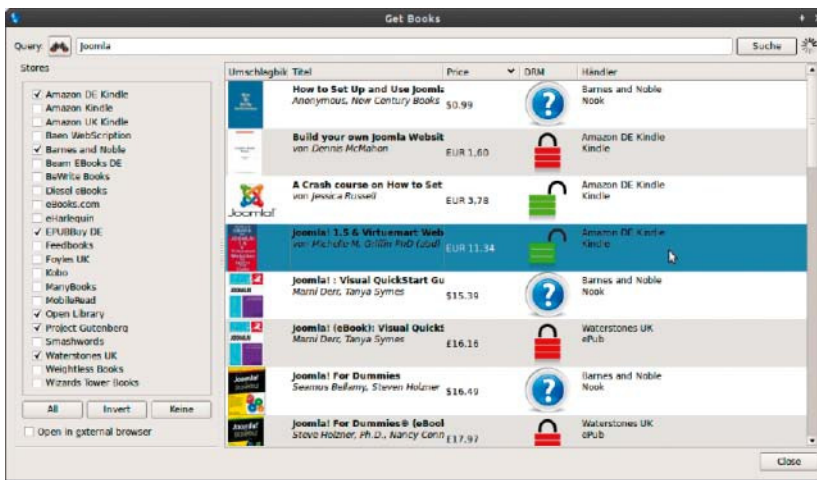 Get Books
Query: Joomla Suche
Stores
Amazon DE Kindle
Amazon Kindle
Amazon UK Kindle
Baen WebScription
Barnes and Noble
Beam EBooks DE
BeWrite Books
Diesel eBooks
eBooks.com
eHarlequin
EPUBBuy DE
Feedbooks
Foyles UK
Kobo
ManyBooks
MobileRead
Open Library
Project Gutenberg
Smashwords
Waterstones UK
Weightless Books
Wizards Tower Books
All Invert Keine
Open in external browser
Umschlagbik Titel Price DRM Händler
How to Set Up and Use Joomla
Anonymous, New Century Books
$0.99
Barnes and Noble
Nook
Build your own Joomla Websit
von Dennis McMahon
EUR 1,60
Amazon DE Kindle
Kindle
Joomla!
A Crash course on How to Set
von Jessica Russell
EUR 3,78
Amazon DE Kindle
Kindle
Joomla! 1.5 & Virtuemart Web
von Michelle M. Griffin PhD (abd)
EUR 11,34
Amazon DE Kindle
Kindle
Joomla! : Visual QuickStart Gu
Marni Derr, Tanya Symes
$15.39
Barnes and Noble
Nook
Joomla! (eBook): Visual QuickS
Marni Derr, Tanya Symes
£16.16
Waterstones UK
ePub
Joomla! For Dummies
Seamus Bellamy, Steven Holzner
$16.49
Barnes and Noble
Nook
Joomla! For Dummies® (eBool
Steve Holzner, Ph.D., Nancy Conn
£17.97
Waterstones UK
ePub
Close